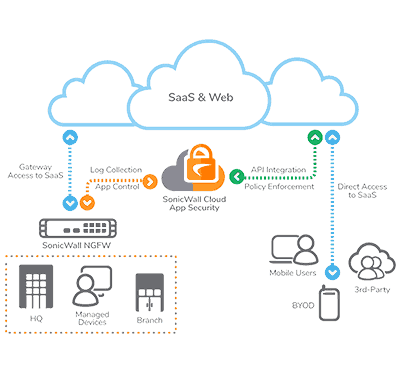 SaaS & Web
Gateway
Access to SaaS
Log Collection
App Control
SonicWall Cloud
App Security
API Integration
Policy Enforcement
Direct Access
to SaaS
SonicWall NGFW
HQ
Managed
Devices
Branch
Mobile Users
BYOD
3rd-Party